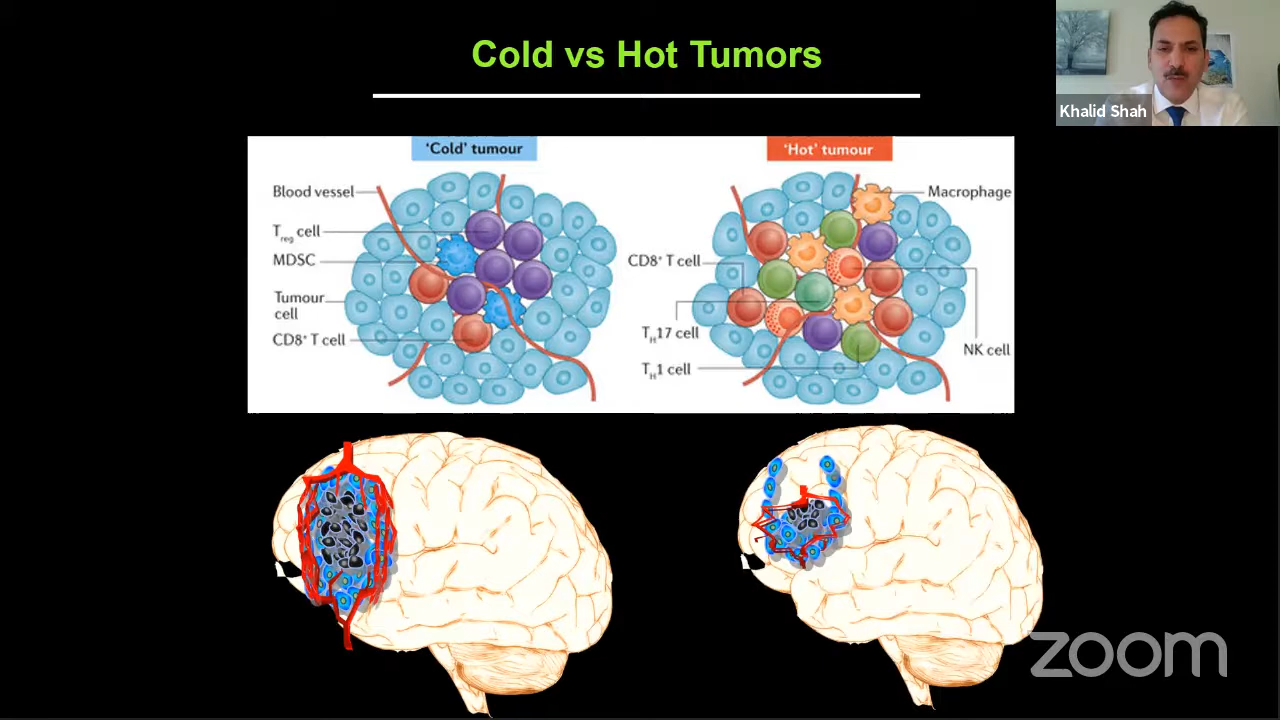 Cold vs Hot Tumors
Khalid Shah
'Cold' tumour
Blood vessel
Treg cell
MDSC
Tumour
cell
CD8⁺ T cell
'Hot' tumour
Macrophage
CD8⁺ T cell
TH17 cell
TH1 cell
NK cell
zoom